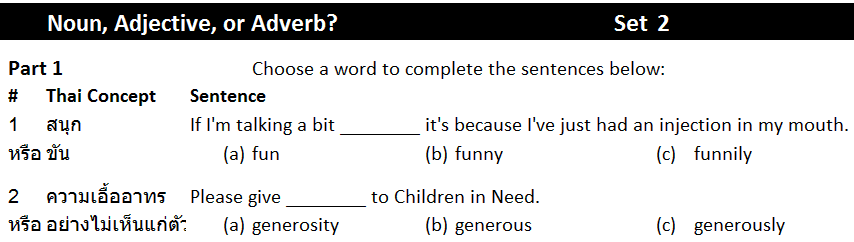 Noun, Adjective, or Adverb? Set 2
Part 1 Choose a word to complete the sentences below:
# Thai Concept Sentence
1 สนุก If I'm talking a bit ________ it's because I've just had an injection in my mouth.
หรือ ขัน (a) fun (b) funny (c) funnily
2 ความเอื้ออาทร Please give ________ to Children in Need.
หรือ อย่างไม่เห็นแก่ตัว (a) generosity (b) generous (c) generously